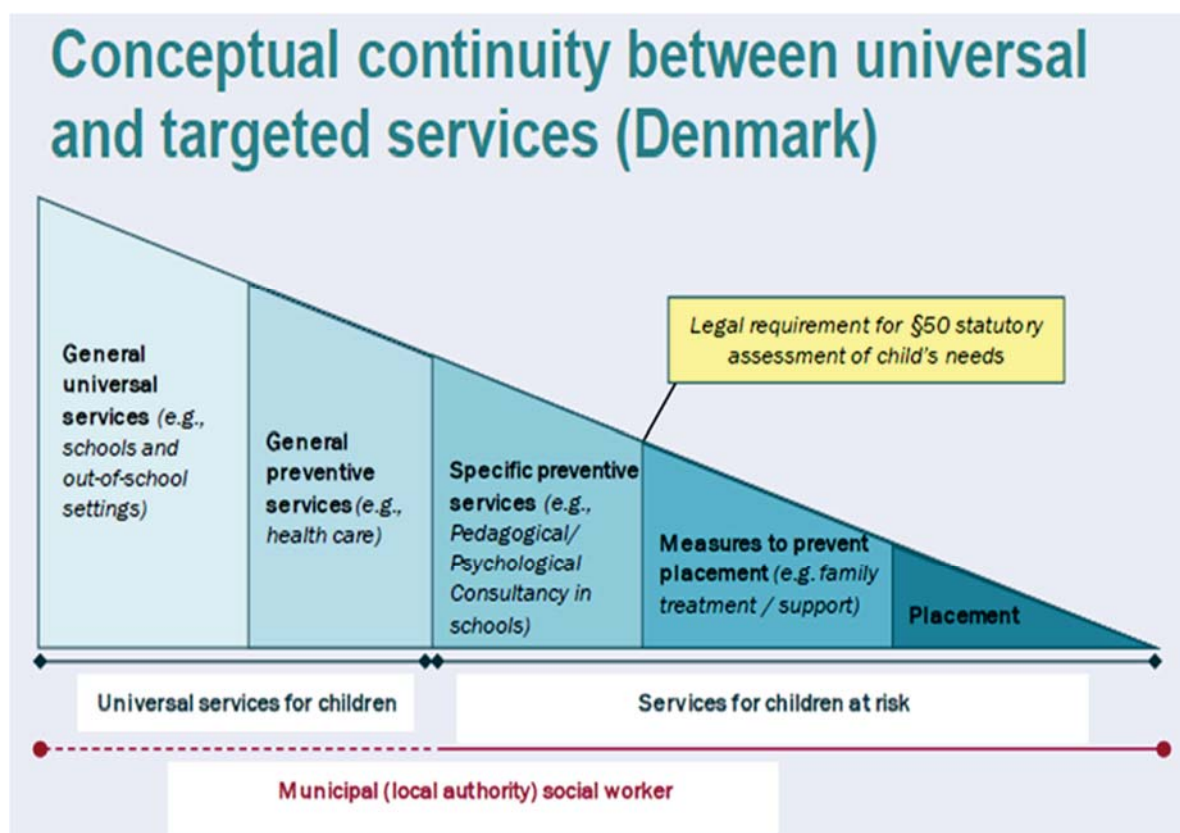 Conceptual continuity between universal
and targeted services (Denmark)
Legal requirement for §50 statutory
assessment of child's needs
General
universal
services (e.g.,
schools and
out-of-school
settings)
General
preventive
services (e.g.,
health care)
Specific preventive
services (e.g.,
Pedagogical/
Psychological
Consultancy in
schools)
Measures to prevent
placement (e.g. family
treatment / support)
Placement
Universal services for children
Services for children at risk
Municipal (local authority) social worker